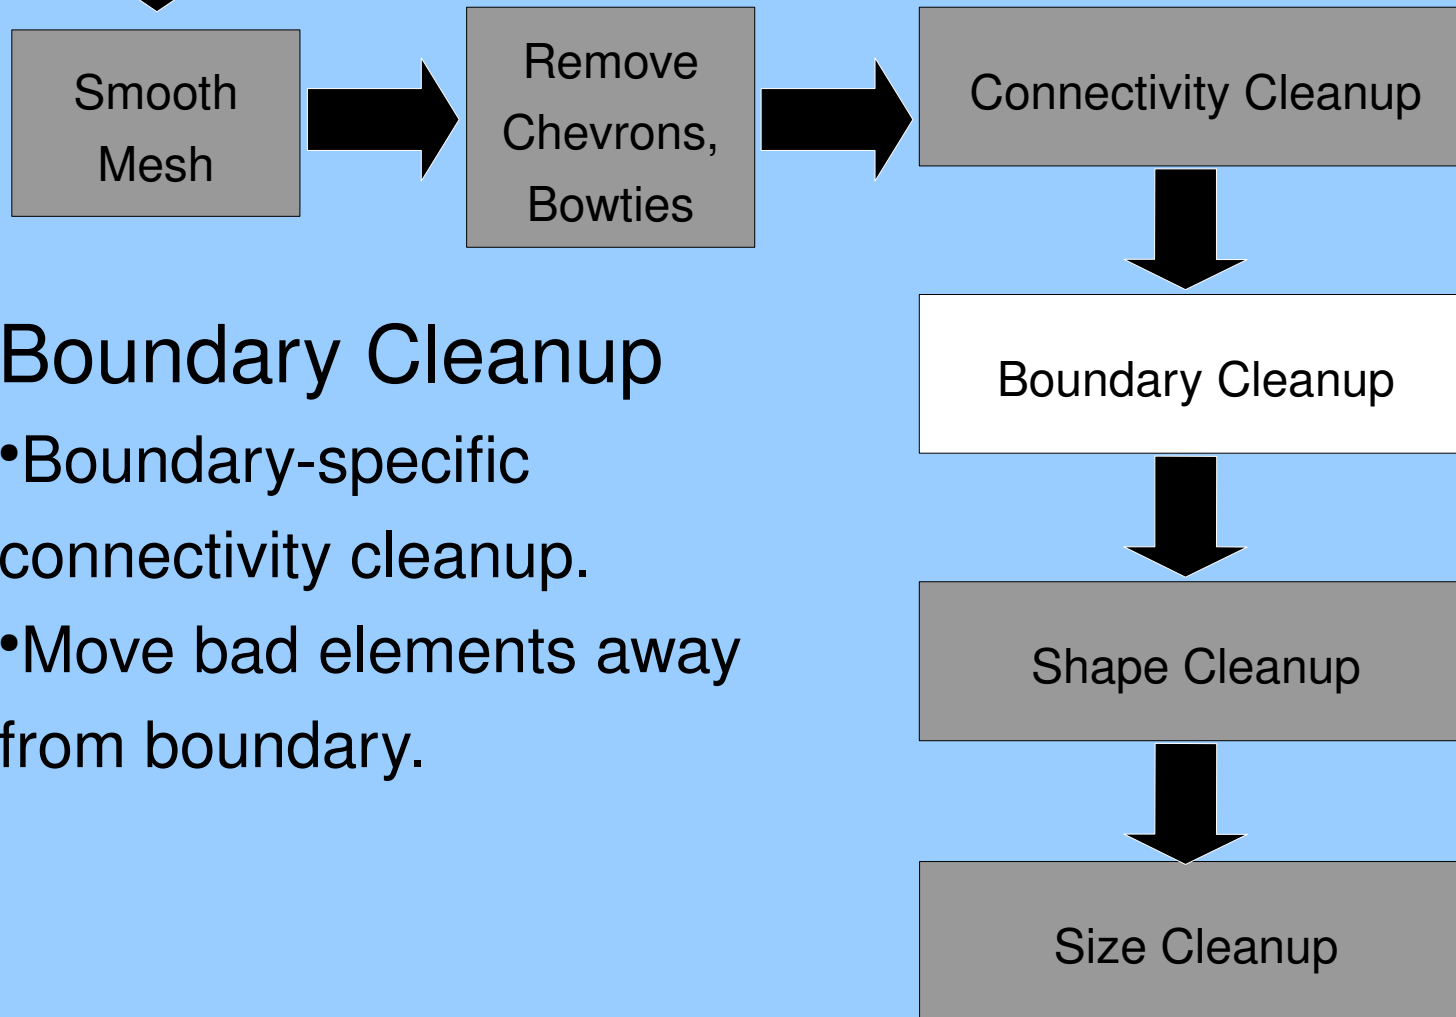 Smooth
Mesh
Remove
Chevrons,
Bowties
Connectivity Cleanup
Boundary Cleanup
•Boundary-specific
connectivity cleanup.
•Move bad elements away
from boundary.
Boundary Cleanup
Shape Cleanup
Size Cleanup